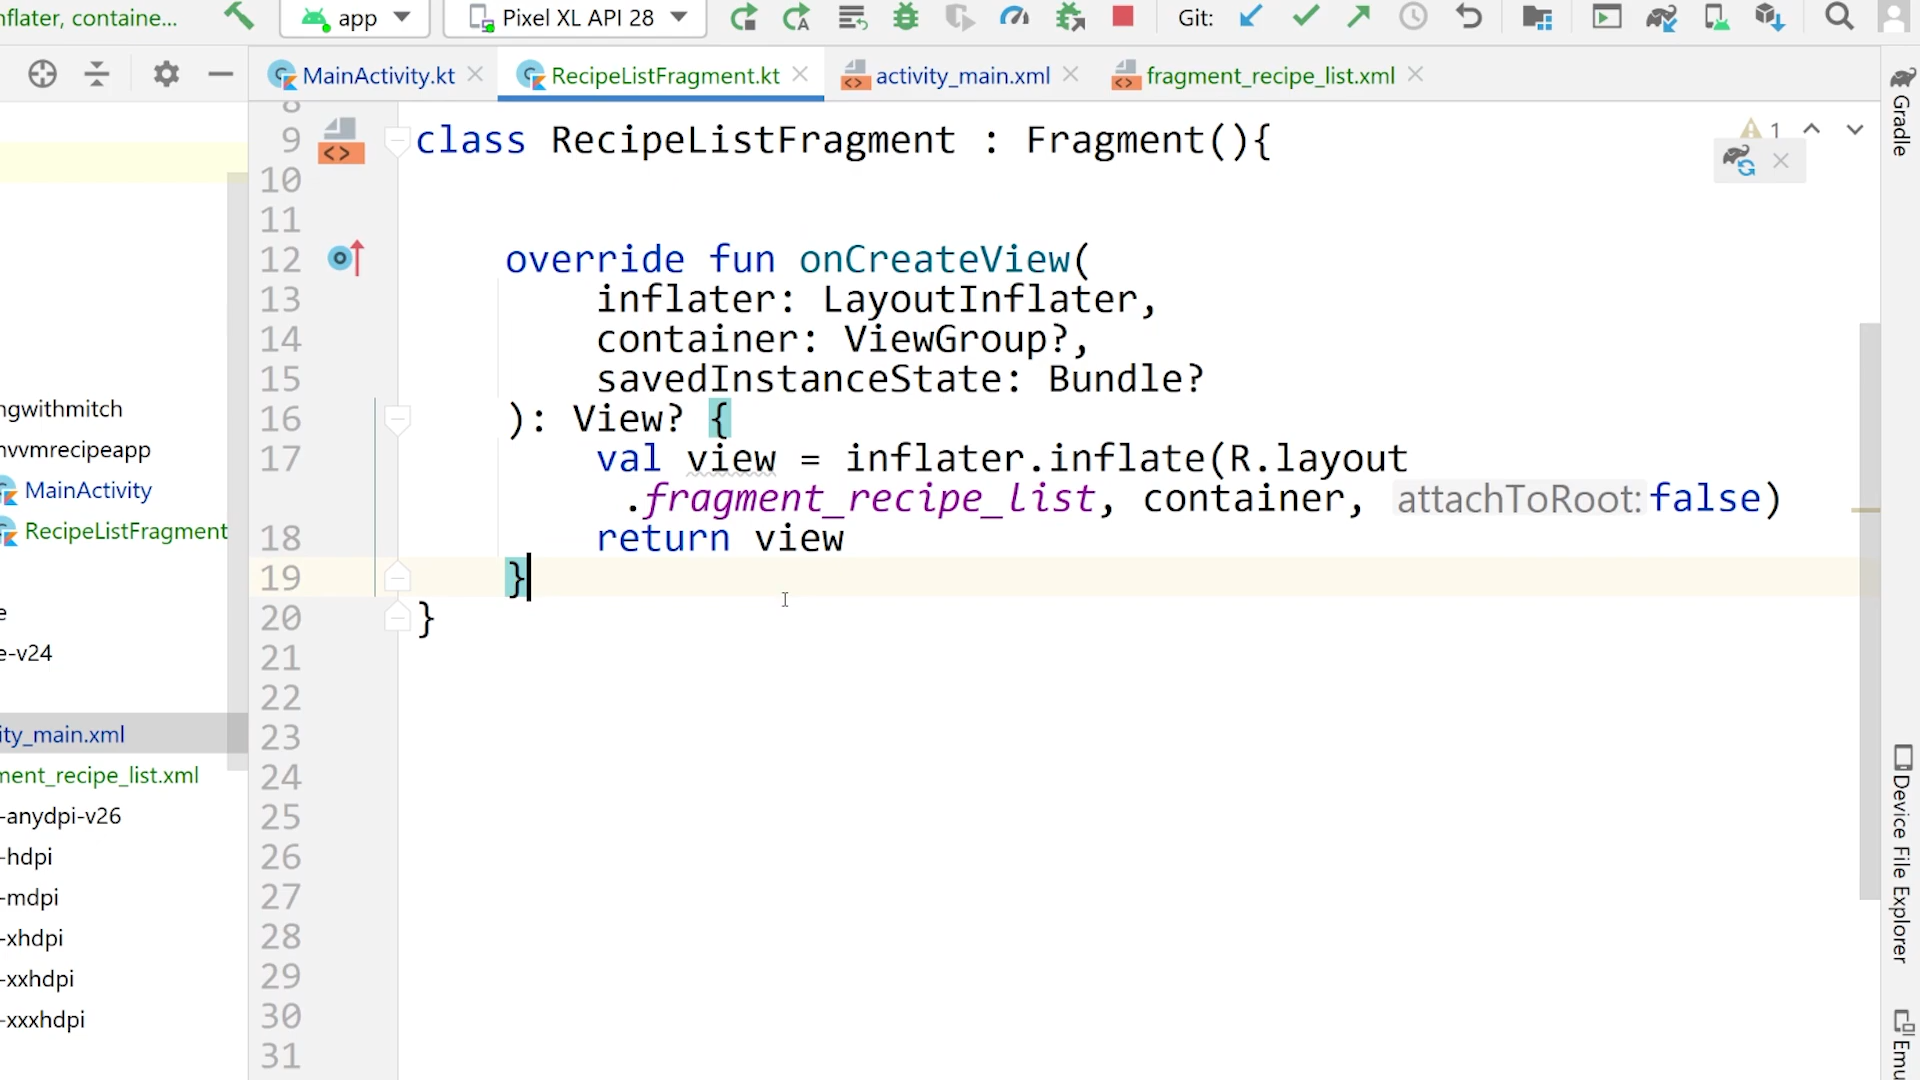 nflater, containe...
app
Pixel XL API 28
Git:
MainActivity.kt
RecipeListFragment.kt
activity_main.xml
fragment_recipe_list.xml
8
9 class RecipeListFragment : Fragment(){
1
10
11
12 override fun onCreateView(
13 inflater: LayoutInflater,
14 container: ViewGroup?,
15 savedInstanceState: Bundle?
16 ): View? {
17 val view = inflater.inflate(R.layout
.fragment_recipe_list, container, attachToRoot: false)
18 return view
19 }
20 }
21
22
23
24
25
26
27
28
29
30
31
ngwithmitch
nvvmrecipeapp
MainActivity
RecipeListFragment
e
e-v24
ity_main.xml
ment_recipe_list.xml
-anydpi-v26
-hdpi
-mdpi
-xhdpi
-xxhdpi
-xxxhdpi
Gradle
Device File Explorer
Emu